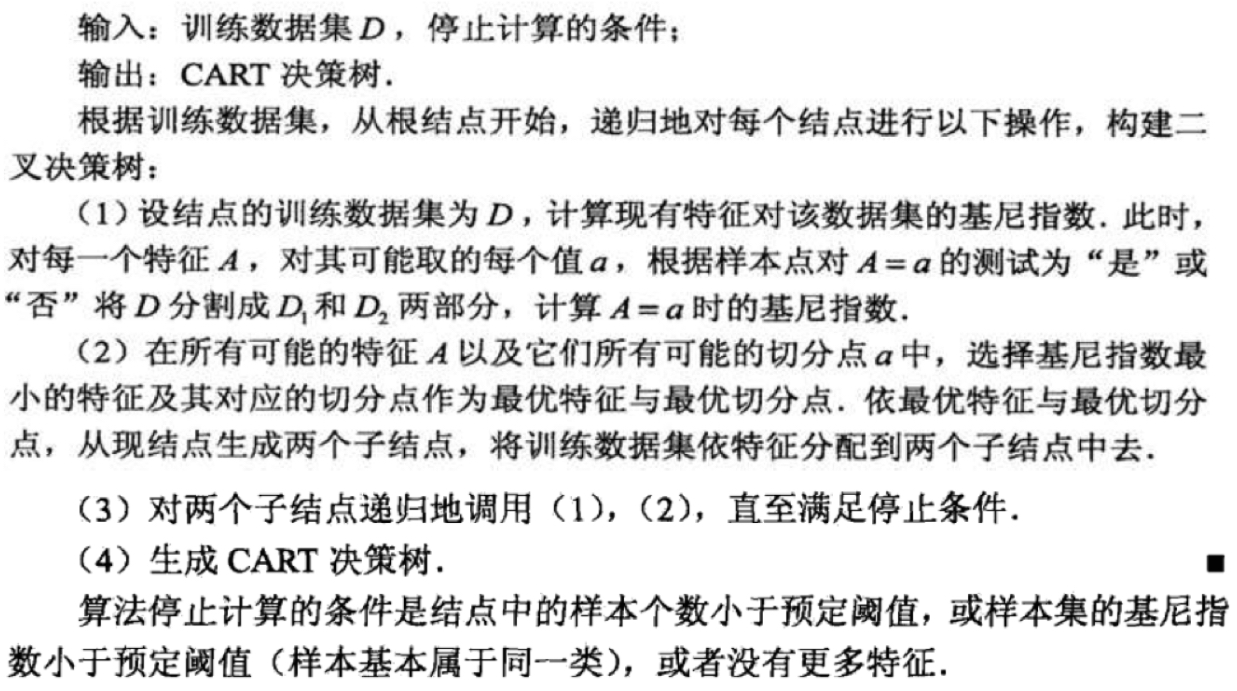 输入：训练数据集 D，停止计算的条件；
输出：CART 决策树．
根据训练数据集，从根结点开始，递归地对每个结点进行以下操作，构建二
叉决策树：
（1）设结点的训练数据集为 D，计算现有特征对该数据集的基尼指数．此时，
对每一个特征 A，对其可能取的每个值 a，根据样本点对 A=a 的测试为“是”或
“否”将 D 分割成 D₁ 和 D₂ 两部分，计算 A=a 时的基尼指数．
（2）在所有可能的特征 A 以及它们所有可能的切分点 a 中，选择基尼指数最
小的特征及其对应的切分点作为最优特征与最优切分点．依最优特征与最优切分
点，从现结点生成两个子结点，将训练数据集依特征分配到两个子结点中去．
（3）对两个子结点递归地调用（1），（2），直至满足停止条件．
（4）生成 CART 决策树． ■
算法停止计算的条件是结点中的样本个数小于预定阈值，或样本集的基尼指
数小于预定阈值（样本基本属于同一类），或者没有更多特征．